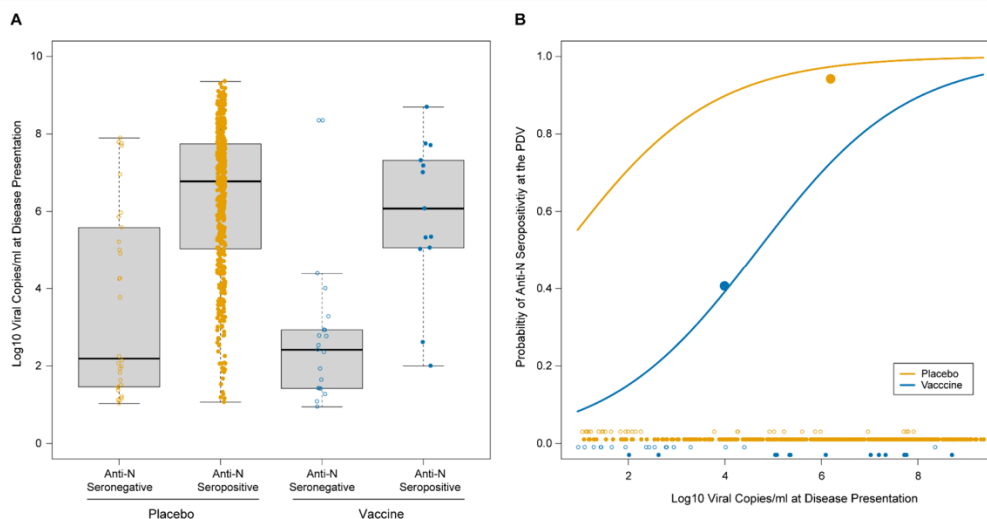 A
Log10 Viral Copies/ml at Disease Presentation
10
8
6
4
2
0
Anti-N
Seronegative
Anti-N
Seropositive
Anti-N
Seronegative
Anti-N
Seropositive
Placebo
Vaccine
B
Probabiltiy of Anti-N Seropositivtiy at the PDV
1.0
0.8
0.6
0.4
0.2
0.0
Placebo
Vacccine
2
4
6
8
Log10 Viral Copies/ml at Disease Presentation